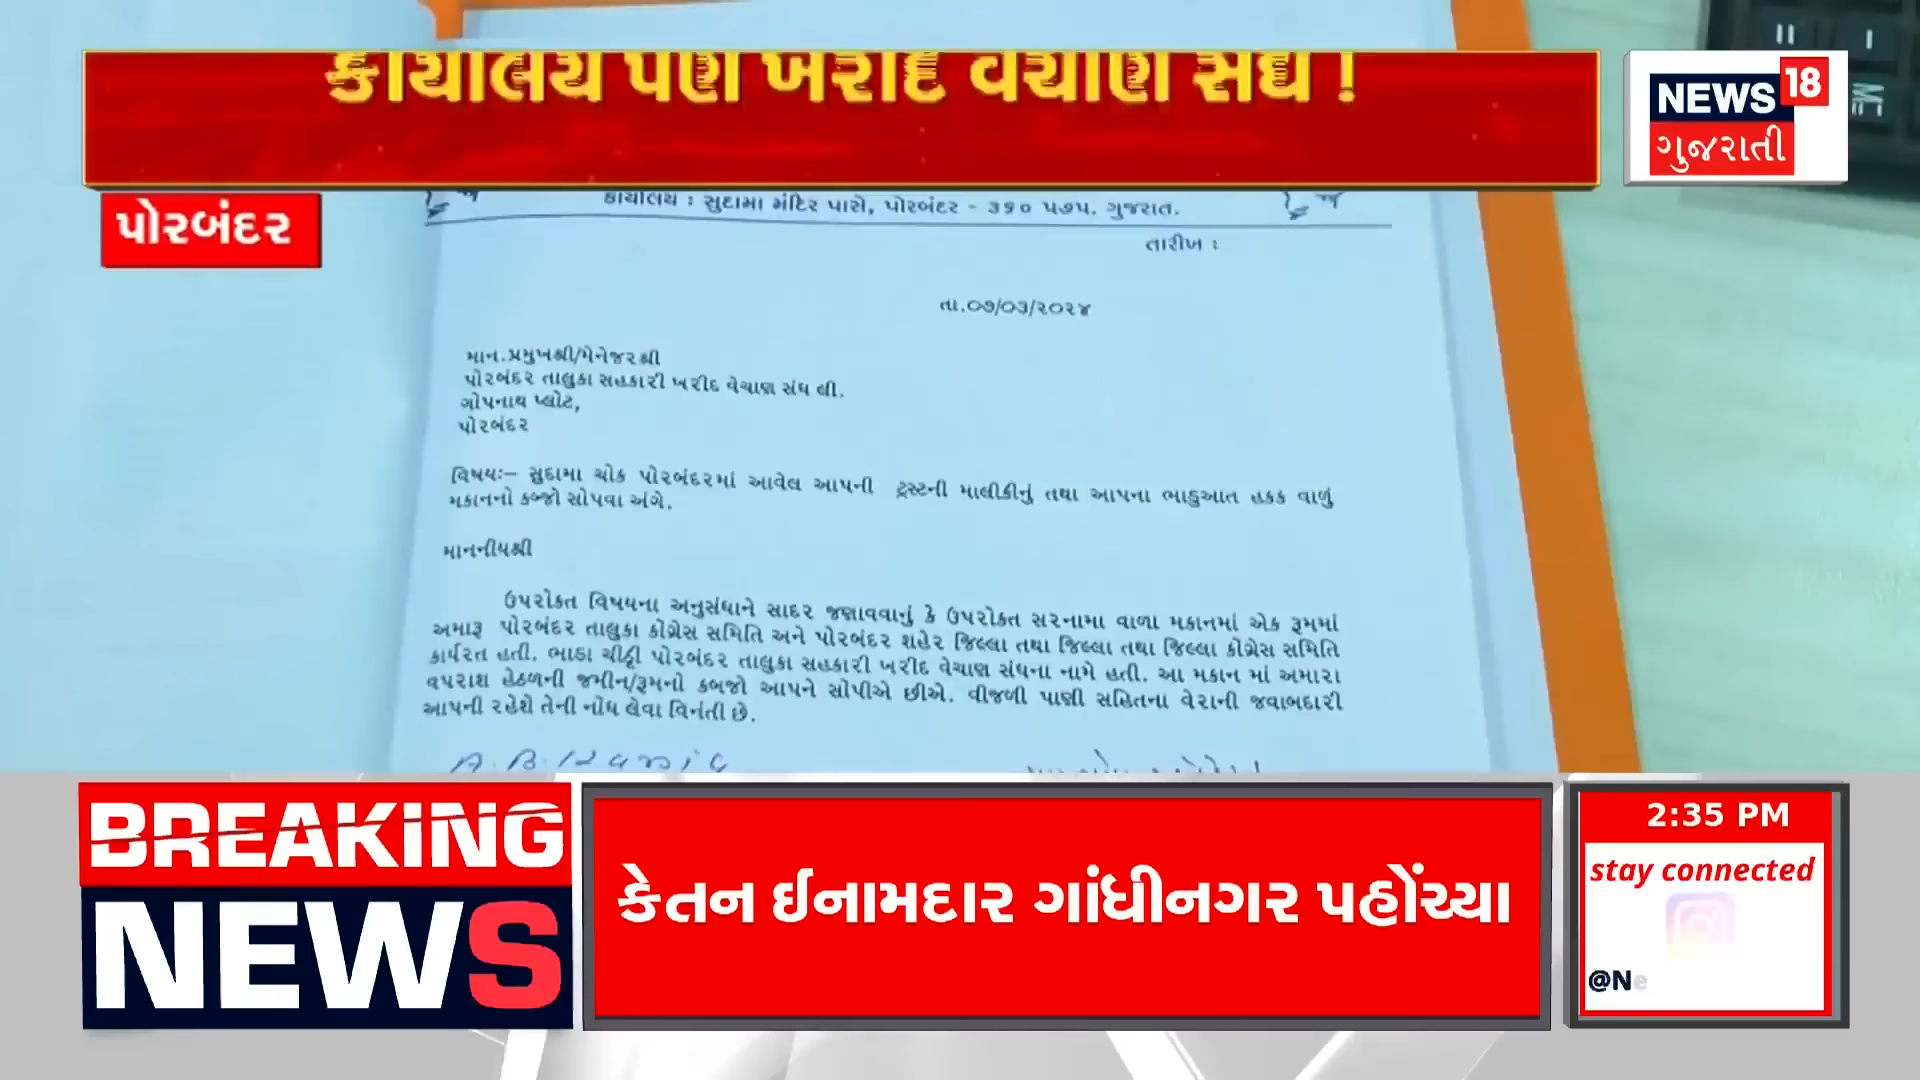 કાર્યાલય પણ ખરીદ વેચાણ સંઘ !
NEWS 18
ગુજરાતી
પોરબંદર
કાર્યાલય : સુદામા મંદિર પાસે, પોરબંદર - ૩૬૦ ૫૭૫. ગુજરાત.
તારીખ :
તા.૦૭/૦૩/૨૦૨૪
માન.પ્રમુખશ્રી/મેનેજરશ્રી
પોરબંદર તાલુકા સહકારી ખરીદ વેચાણ સંઘ લી.
ગોપનાથ પ્લોટ,
પોરબંદર
વિષયઃ– સુદામા ચોક પોરબંદરમાં આવેલ આપની ટ્રસ્ટની માલીકીનું તથા આપના ભાડુઆત હકક વાળું
મકાનનો કબ્જો સોપવા અંગે.
માનનીયશ્રી
ઉપરોકત વિષયના અનુસંધાને સાદર જણાવવાનું કે ઉપરોકત સરનામા વાળા મકાનમાં એક રૂમમાં
અમારૂ પોરબંદર તાલુકા કોંગ્રેસ સમિતિ અને પોરબંદર શહેર જિલ્લા તથા જિલ્લા તથા જિલ્લા કોંગ્રેસ સમિતિ
કાર્યરત હતી. ભાડા ચીઠ્ઠી પોરબંદર તાલુકા સહકારી ખરીદ વેચાણ સંઘના નામે હતી. આ મકાન માં અમારા
વપરાશ હેઠળની જમીન/રૂમનો કબજો આપને સોપીએ છીએ. વીજળી પાણી સહિતના વેરાની જવાબદારી
આપની રહેશે તેની નોધ લેવા વિનંતી છે.
BREAKING
NEWS
કેતન ઈનામદાર ગાંધીનગર પહોંચ્યા
2:35 PM
stay connected
@Ne